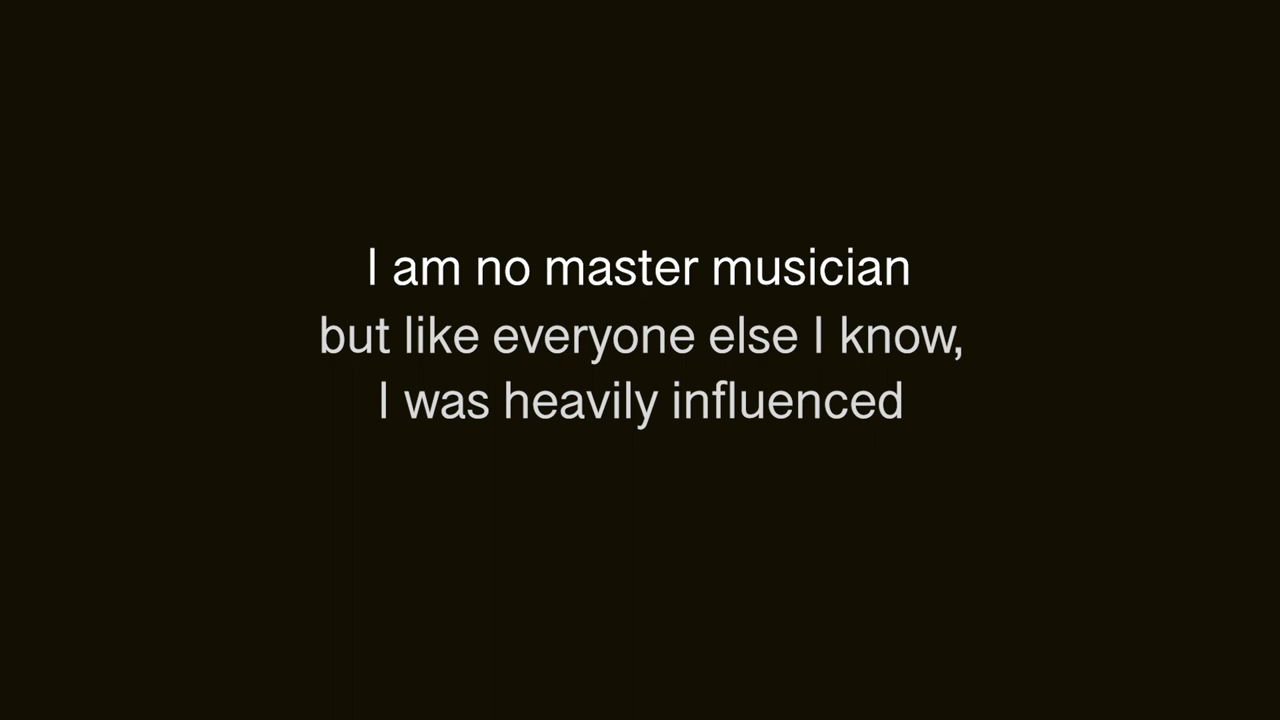 I am no master musician
but like everyone else I know,
I was heavily influenced